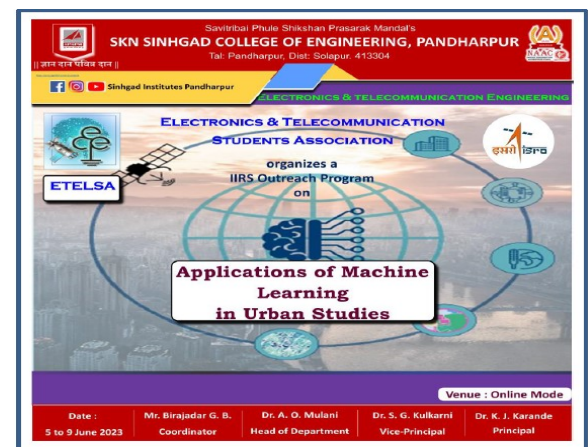 Savitribai Phule Shikshan Prasarak Mandal's
SKN SINHGAD COLLEGE OF ENGINEERING, PANDHARPUR
Tal: Pandharpur, Dist: Solapur. 413304
|| ज्ञान दानं पवित्र दान ||
NAAC
Sinhgad Institutes Pandharpur
ELECTRONICS & TELECOMMUNICATION ENGINEERING
ELECTRONICS & TELECOMMUNICATION
STUDENTS ASSOCIATION
इसरो isro
organizes a
IIRS Outreach Program
on
ETELSA
Applications of Machine
Learning
in Urban Studies
Venue : Online Mode
Date :
5 to 9 June 2023
Mr. Birajadar G. B.
Coordinator
Dr. A. O. Mulani
Head of Department
Dr. S. G. Kulkarni
Vice-Principal
Dr. K. J. Karande
Principal